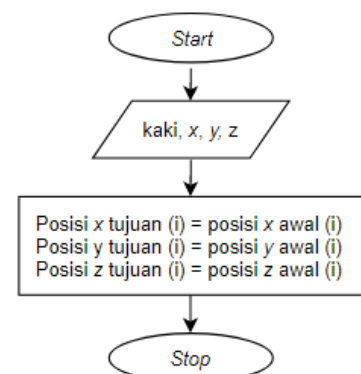 Start
kaki, x, y, z
Posisi x tujuan (i) = posisi x awal (i)
Posisi y tujuan (i) = posisi y awal (i)
Posisi z tujuan (i) = posisi z awal (i)
Stop